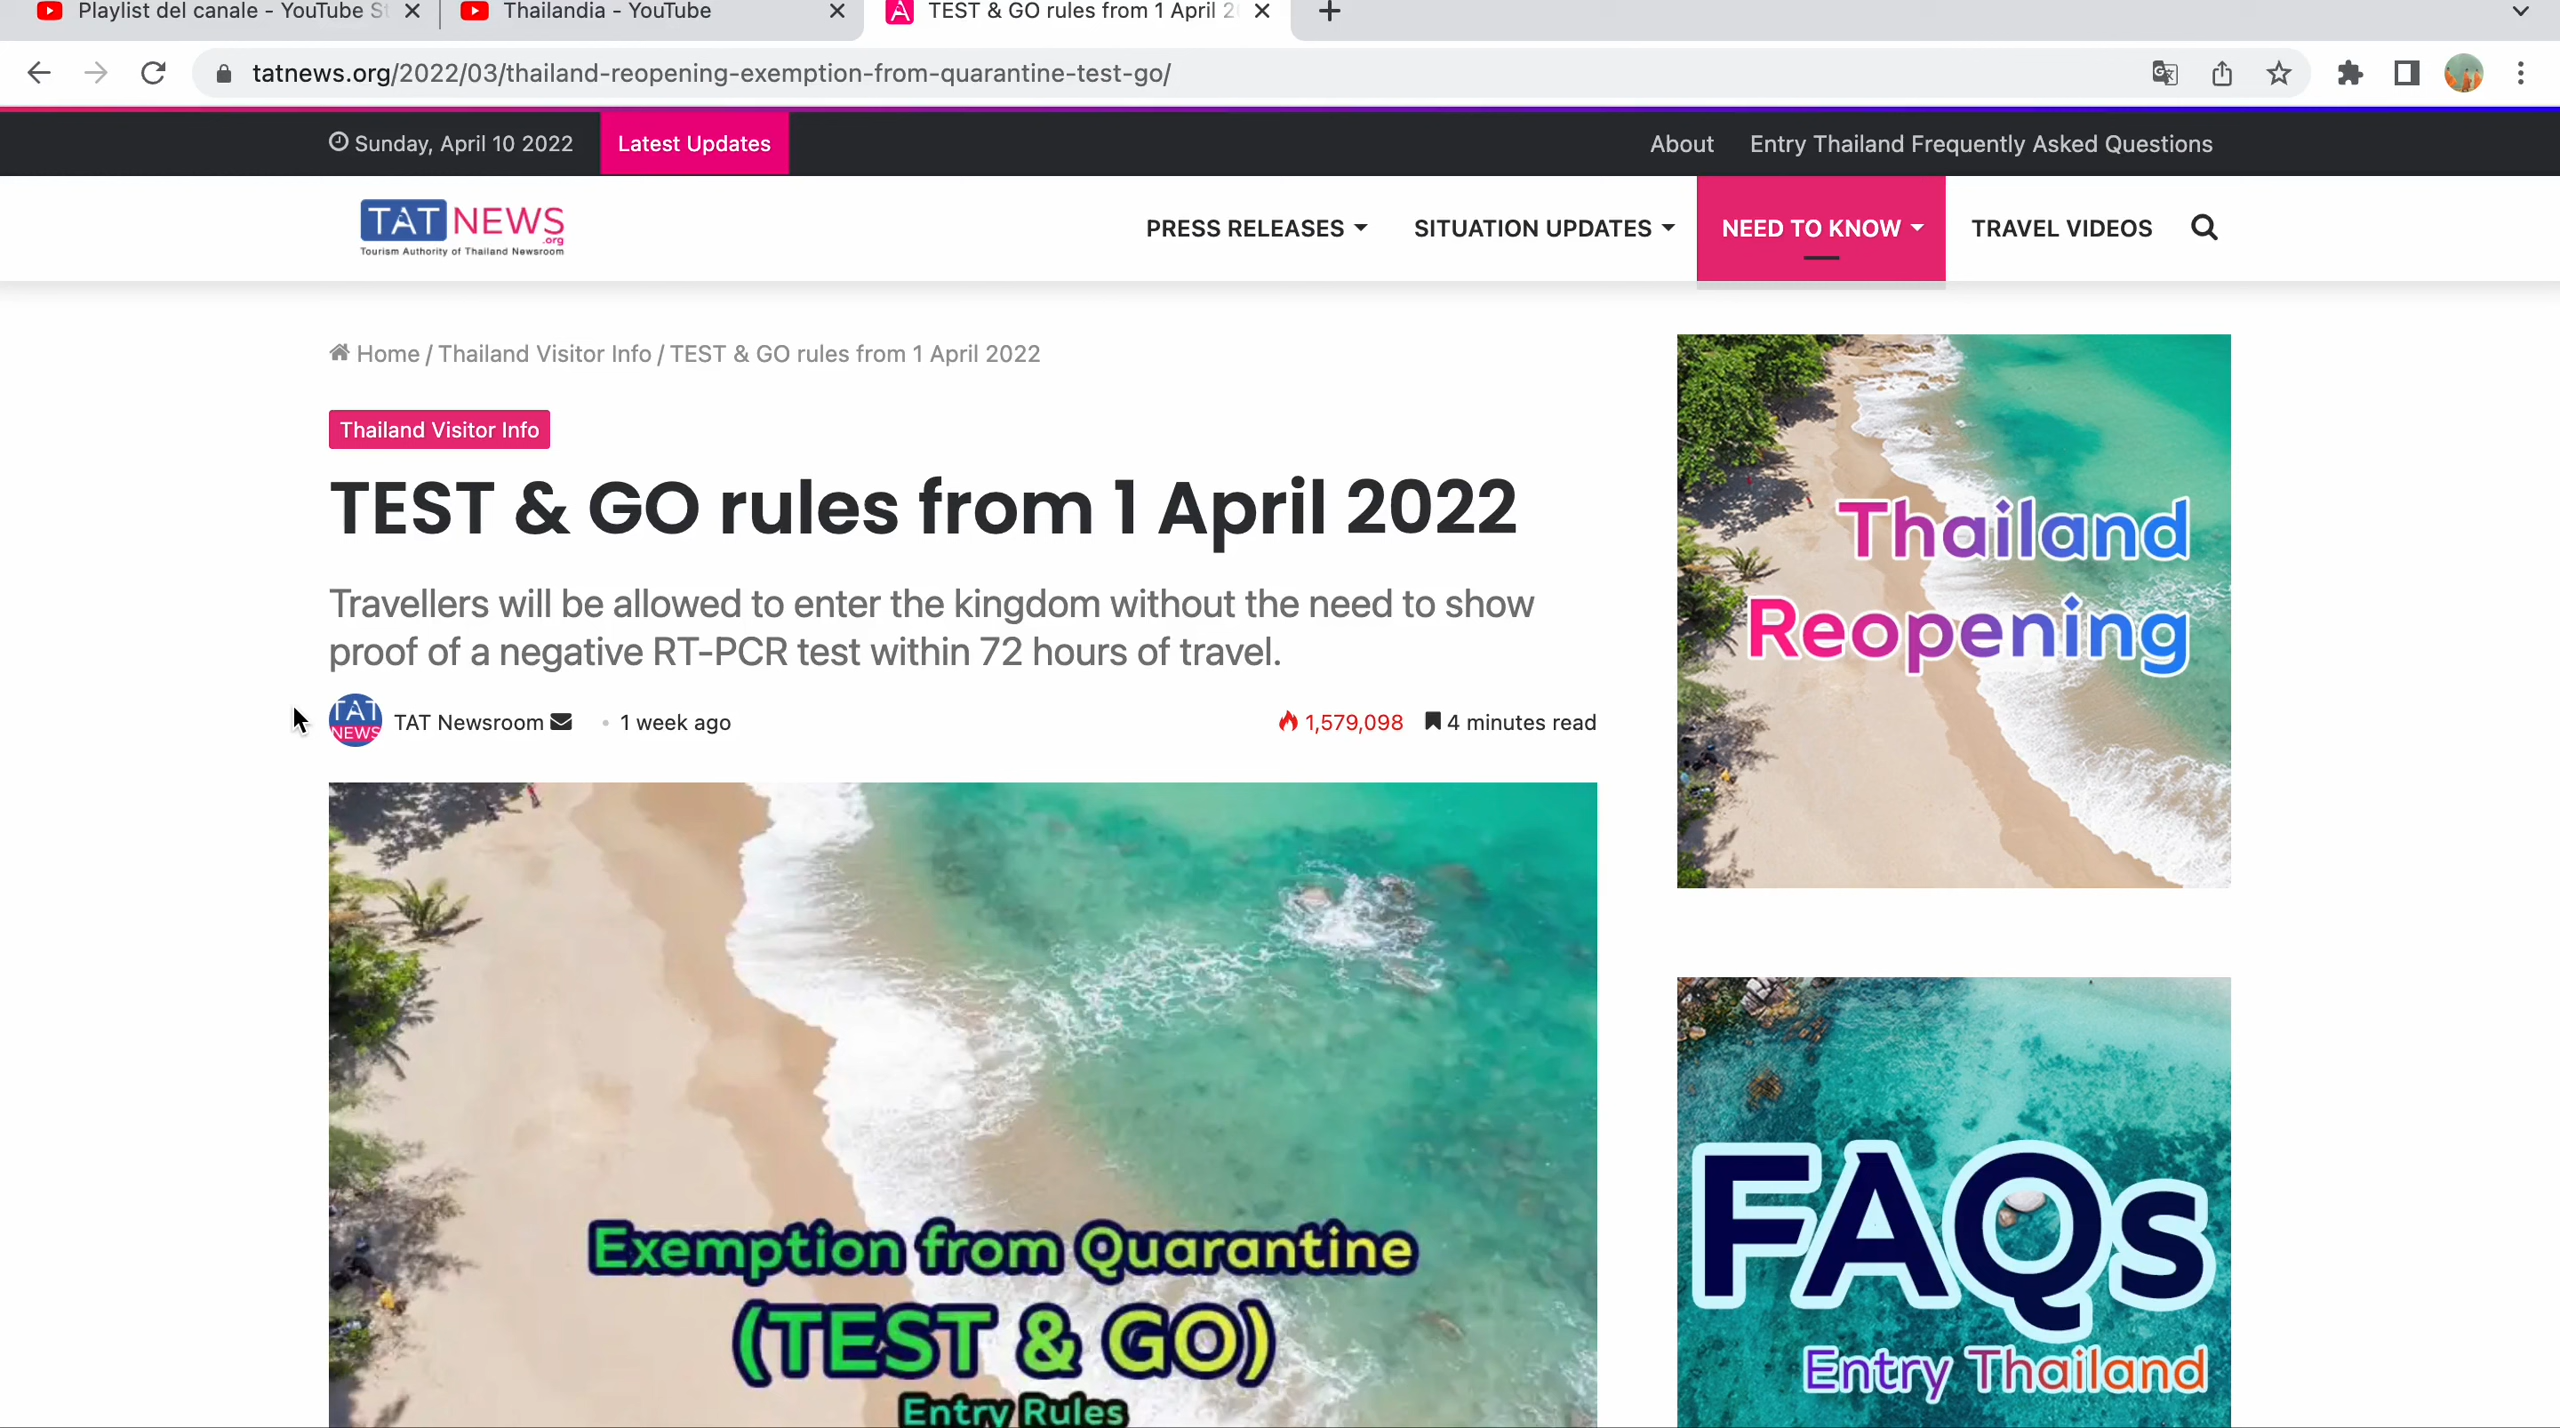 Playlist del canale - YouTube St
Thailandia - YouTube
TEST & GO rules from 1 April 2
tatnews.org/2022/03/thailand-reopening-exemption-from-quarantine-test-go/
Sunday, April 10 2022
Latest Updates
About
Entry Thailand Frequently Asked Questions
TAT NEWS
.org
Tourism Authority of Thailand Newsroom
PRESS RELEASES
SITUATION UPDATES
NEED TO KNOW
TRAVEL VIDEOS
Home / Thailand Visitor Info / TEST & GO rules from 1 April 2022
Thailand Visitor Info
TEST & GO rules from 1 April 2022
Travellers will be allowed to enter the kingdom without the need to show
proof of a negative RT-PCR test within 72 hours of travel.
TAT
NEWS
TAT Newsroom
• 1 week ago
1,579,098
4 minutes read
Exemption from Quarantine
(TEST & GO)
Entry Rules
Thailand
Reopening
FAQs
Entry Thailand